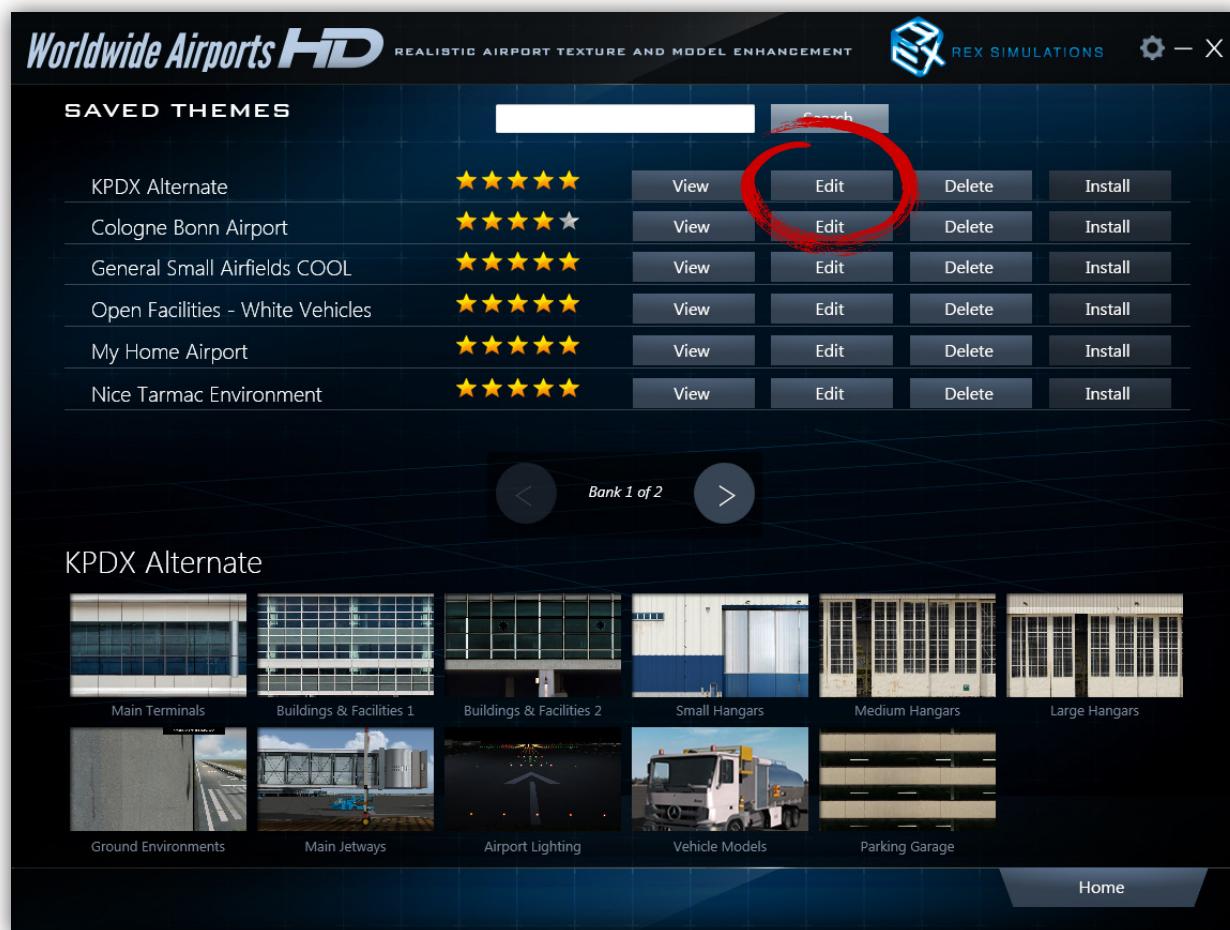 Worldwide Airports HD REALISTIC AIRPORT TEXTURE AND MODEL ENHANCEMENT REX REX SIMULATIONS
SAVED THEMES Search
KPDX Alternate View Edit Delete Install
Cologne Bonn Airport View Edit Delete Install
General Small Airfields COOL View Edit Delete Install
Open Facilities - White Vehicles View Edit Delete Install
My Home Airport View Edit Delete Install
Nice Tarmac Environment View Edit Delete Install
< Bank 1 of 2 >
KPDX Alternate
Main Terminals Buildings & Facilities 1 Buildings & Facilities 2 Small Hangars Medium Hangars Large Hangars
Ground Environments Main Jetways Airport Lighting Vehicle Models Parking Garage
Home